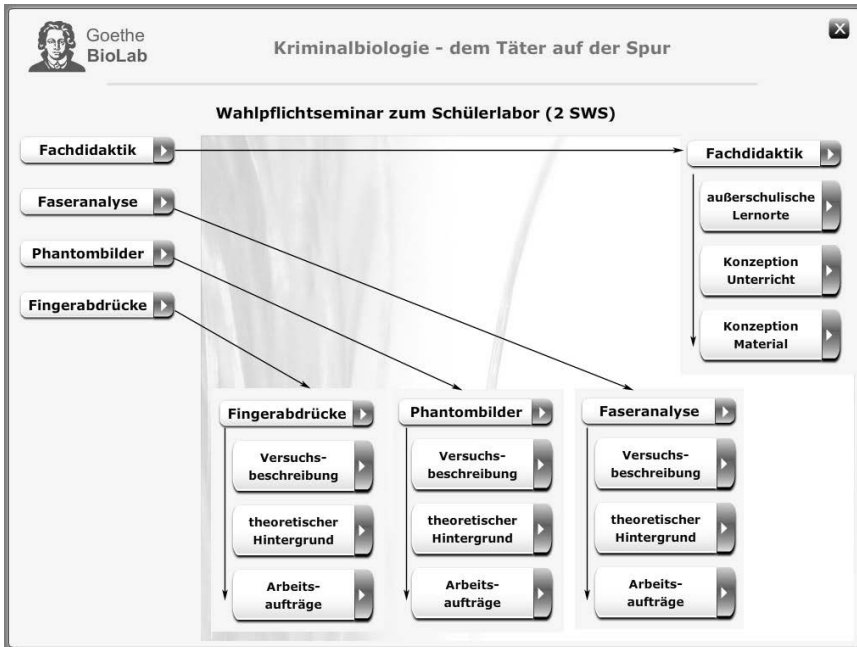 Goethe
BioLab
Kriminalbiologie - dem Täter auf der Spur
X
Wahlpflichtseminar zum Schülerlabor (2 SWS)
Fachdidaktik
Faseranalyse
Phantombilder
Fingerabdrücke
Fachdidaktik
außerschulische
Lernorte
Konzeption
Unterricht
Konzeption
Material
Fingerabdrücke
Versuchs-
beschreibung
theoretischer
Hintergrund
Arbeits-
aufträge
Phantombilder
Versuchs-
beschreibung
theoretischer
Hintergrund
Arbeits-
aufträge
Faseranalyse
Versuchs-
beschreibung
theoretischer
Hintergrund
Arbeits-
aufträge